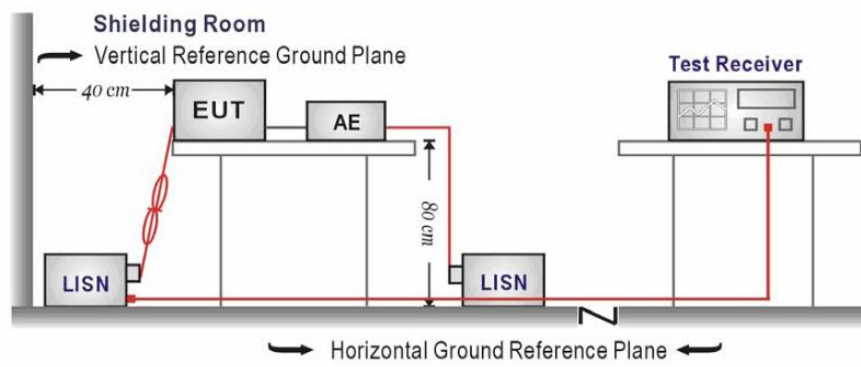 Shielding Room
Vertical Reference Ground Plane
Test Receiver
40 cm
EUT
AE
80 cm
LISN
LISN
Horizontal Ground Reference Plane